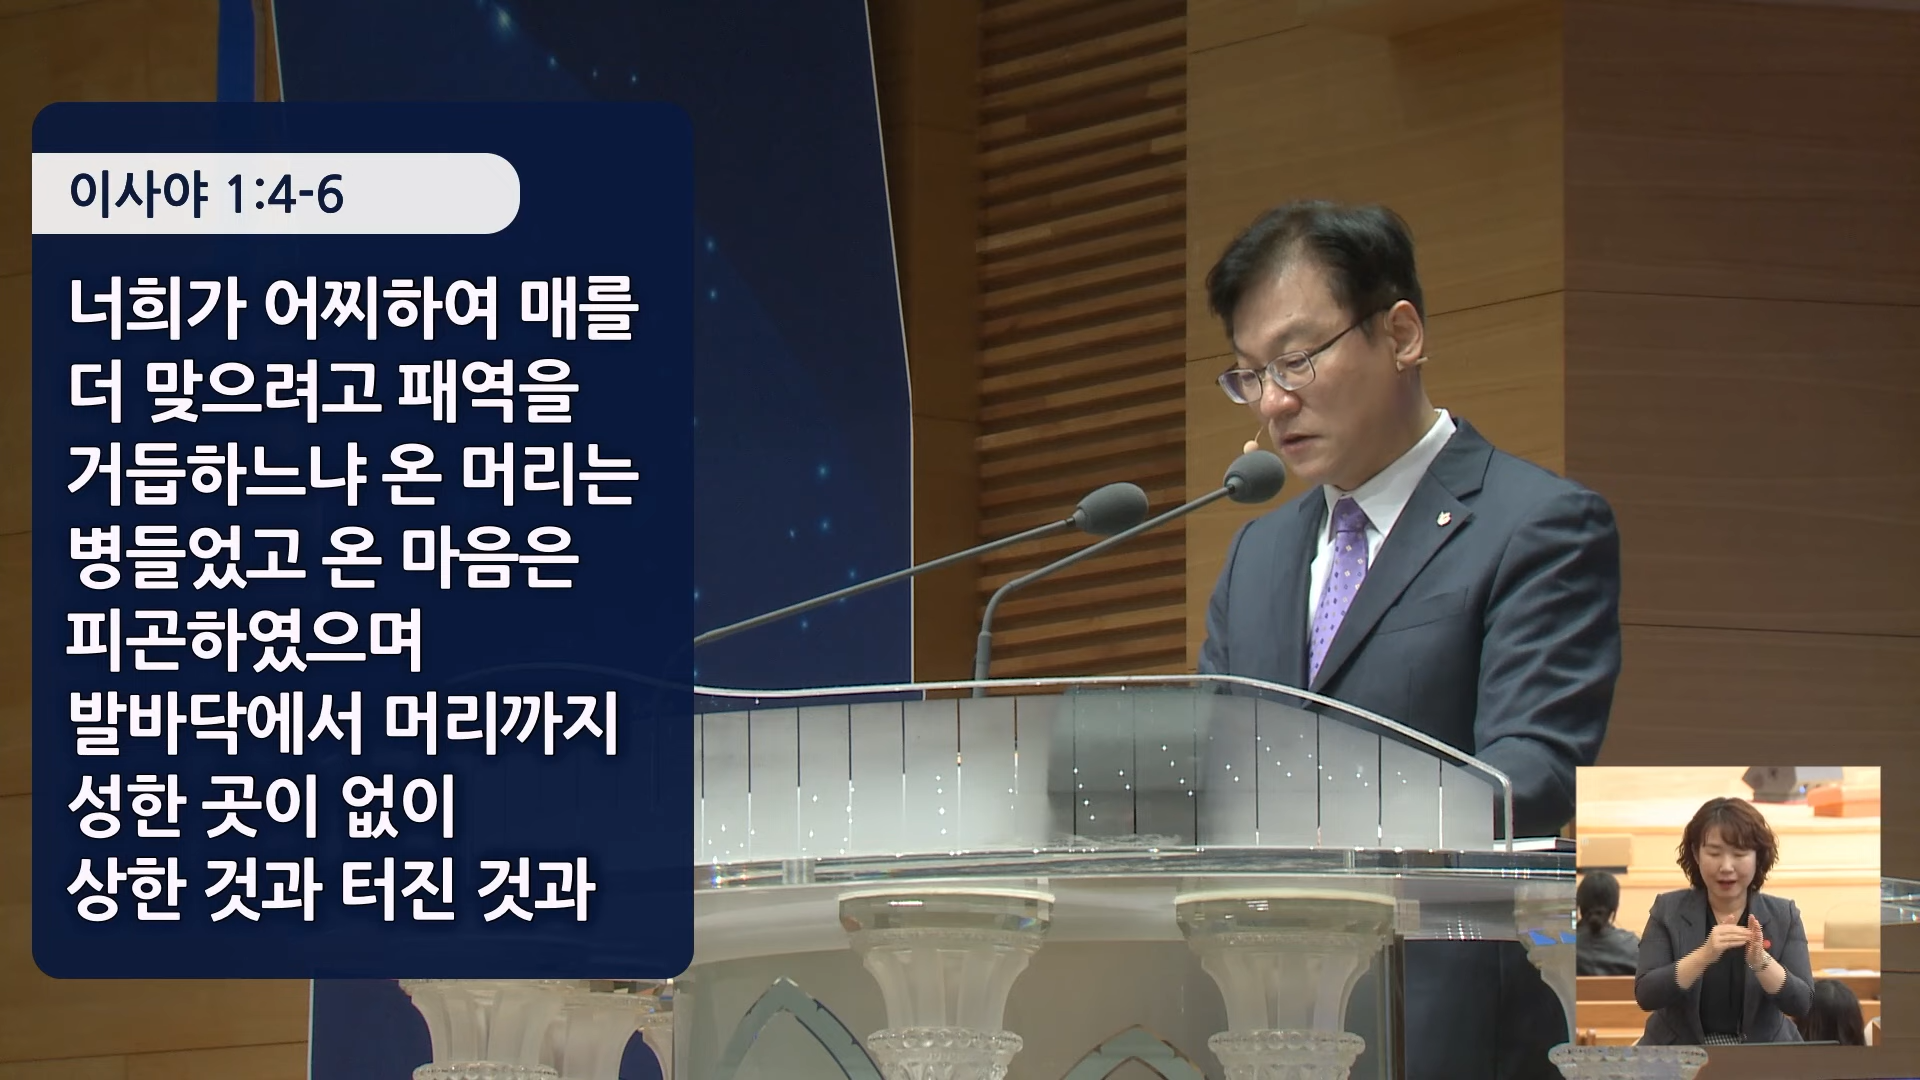 이사야 1:4-6
너희가 어찌하여 매를
더 맞으려고 패역을
거듭하느냐 온 머리는
병들었고 온 마음은
피곤하였으며
발바닥에서 머리까지
성한 곳이 없이
상한 것과 터진 것과